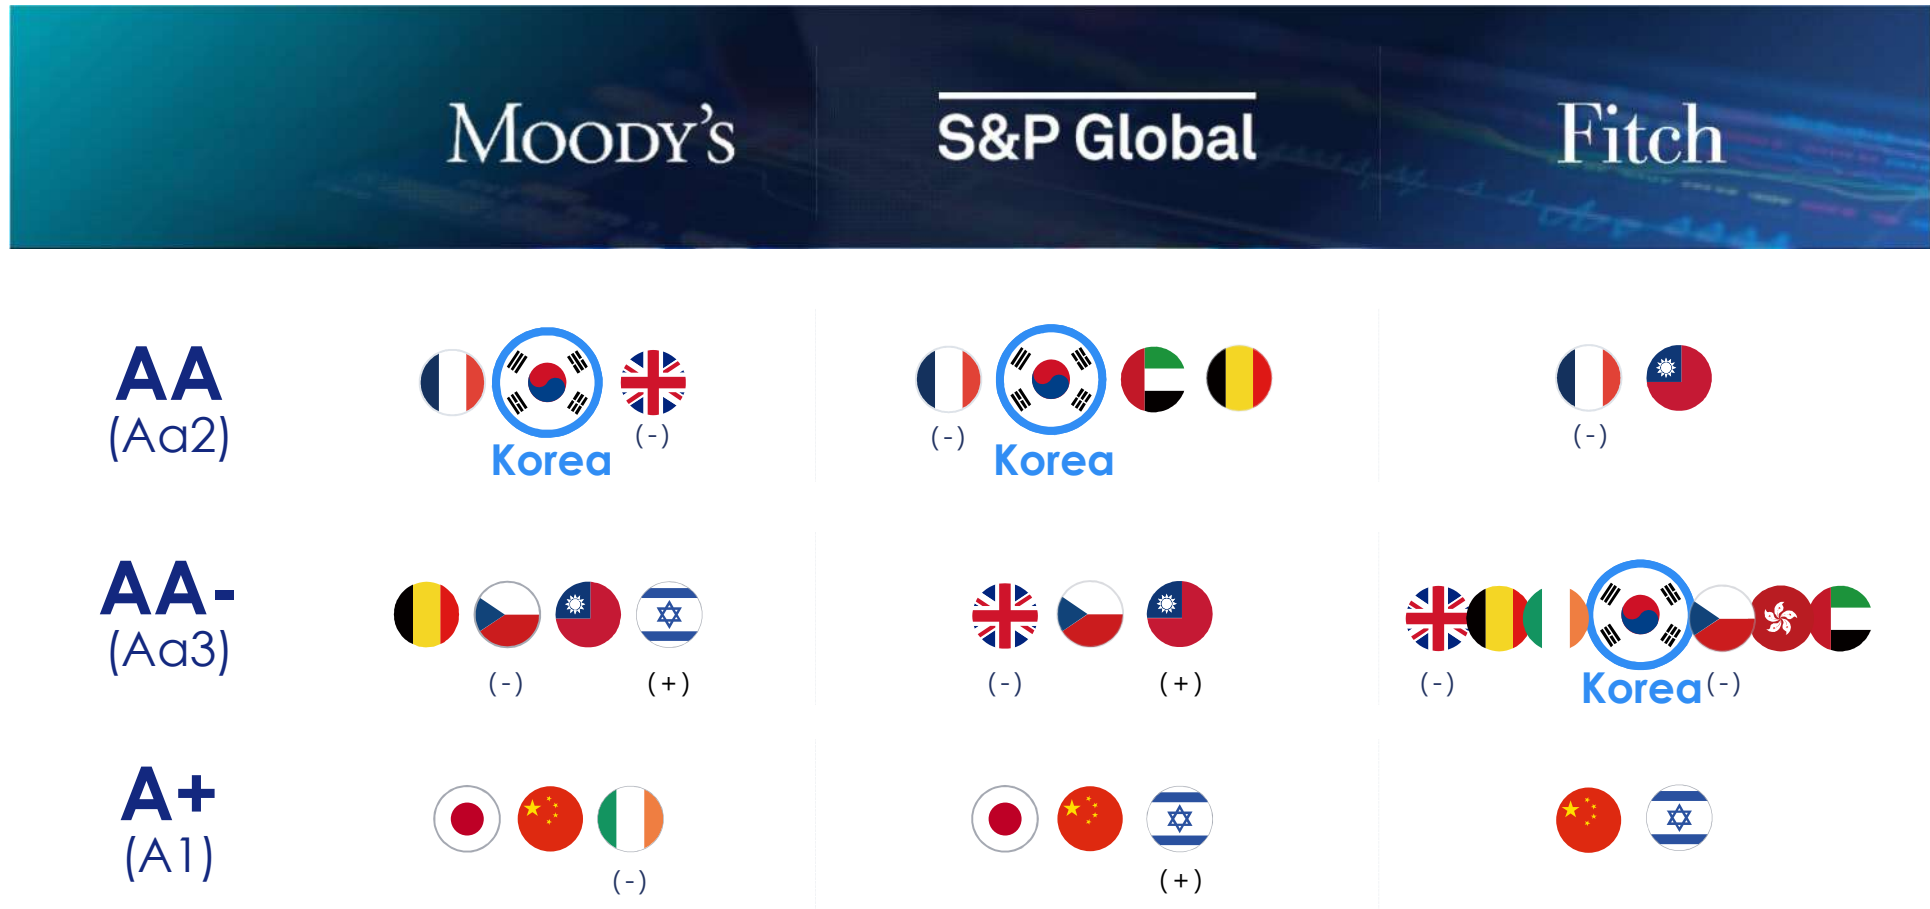 MOODY'S
S&P Global
Fitch
AA
(Aa2)
Korea
(-)
(-)
Korea
(-)
AA-
(Aa3)
(-)
(+)
(-)
(+)
(-)
Korea
(-)
A+
(A1)
(-)
(+)